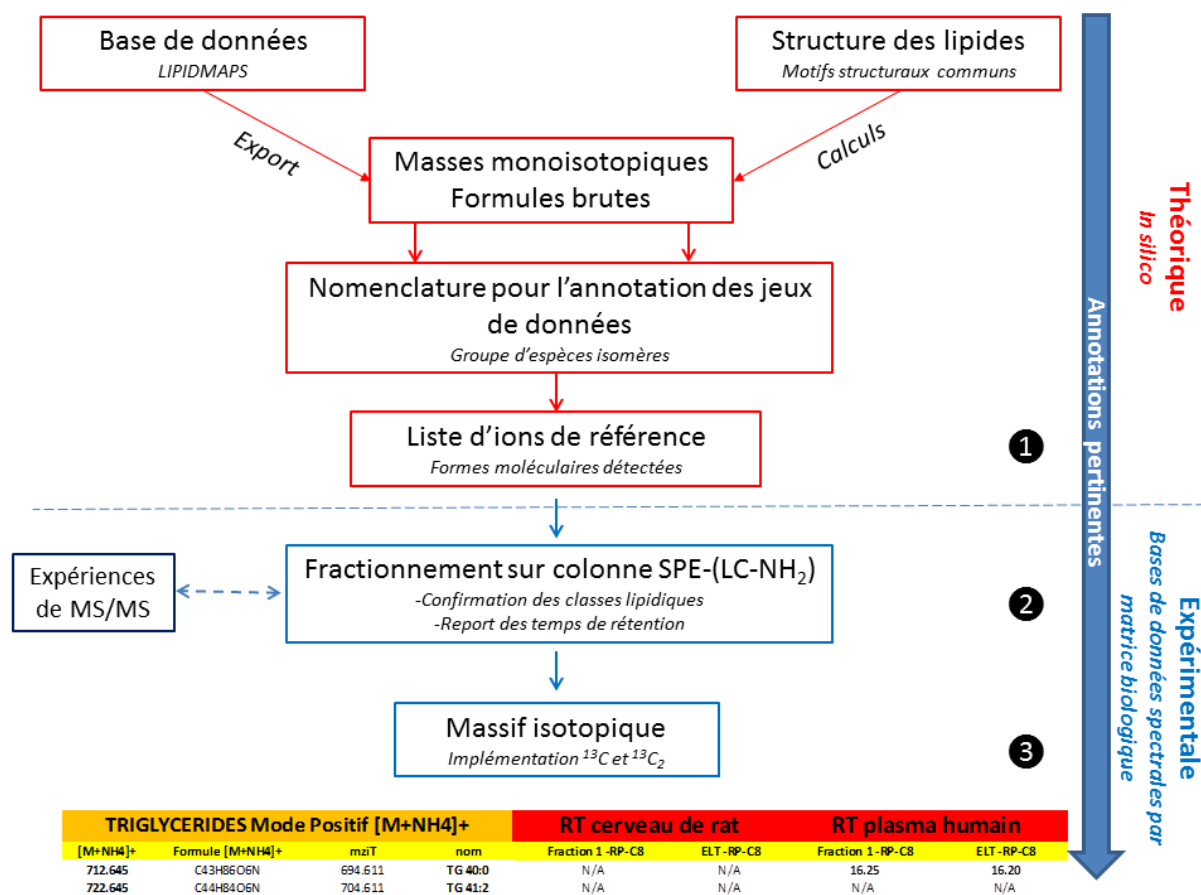 Base de données
LIPIDMAPS
Structure des lipides
Motifs structuraux communs
Export
Calculs
Masses monoisotopiques
Formules brutes
Nomenclature pour l'annotation des jeux
de données
Groupe d'espèces isomères
Liste d'ions de référence
Formes moléculaires détectées
1
Théorique
In silico
Annotations pertinentes
Expériences
de MS/MS
Fractionnement sur colonne SPE-(LC-NH₂)
-Confirmation des classes lipidiques
-Report des temps de rétention
2
Massif isotopique
Implémentation ¹³C et ¹³C₂
3
Expérimentale
Bases de données spectrales par
matrice biologique
TRIGLYCERIDES Mode Positif [M+NH4]+ RT cerveau de rat RT plasma humain
[M+NH4]+ Formule [M+NH4]+ mziT nom Fraction 1 -RP-C8 ELT -RP-C8 Fraction 1 -RP-C8 ELT -RP-C8
712.645 C43H86O6N 694.611 TG 40:0 N/A N/A 16.25 16.20
722.645 C44H84O6N 704.611 TG 41:2 N/A N/A N/A N/A